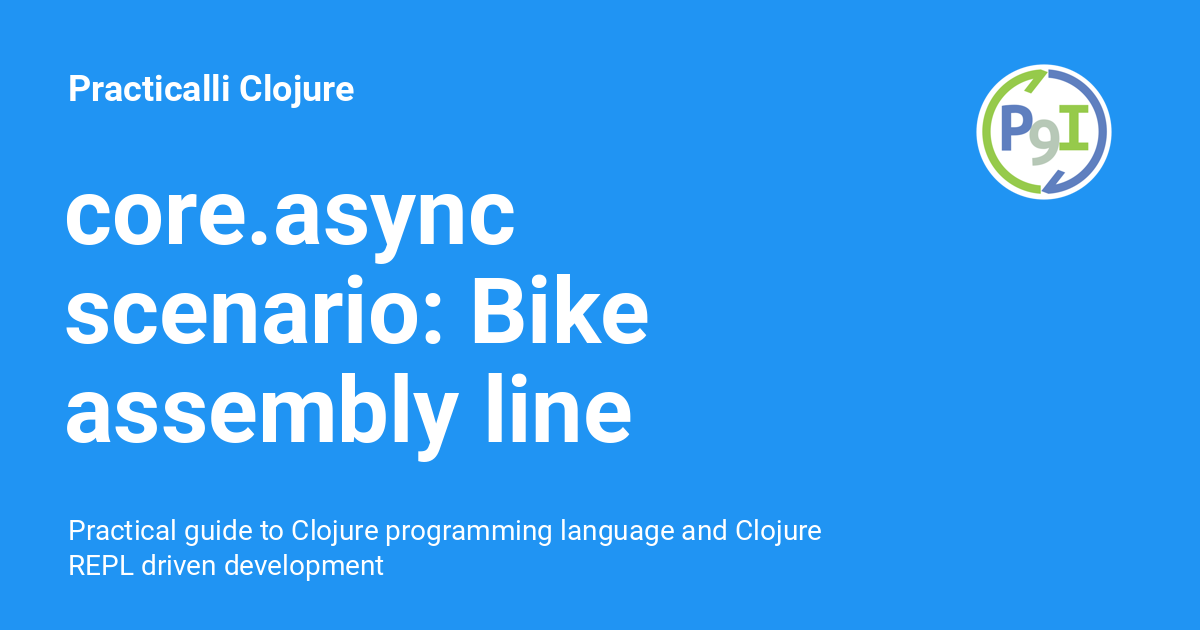 Practicalli Clojure
P9I
core.async
scenario: Bike
assembly line
Practical guide to Clojure programming language and Clojure
REPL driven development